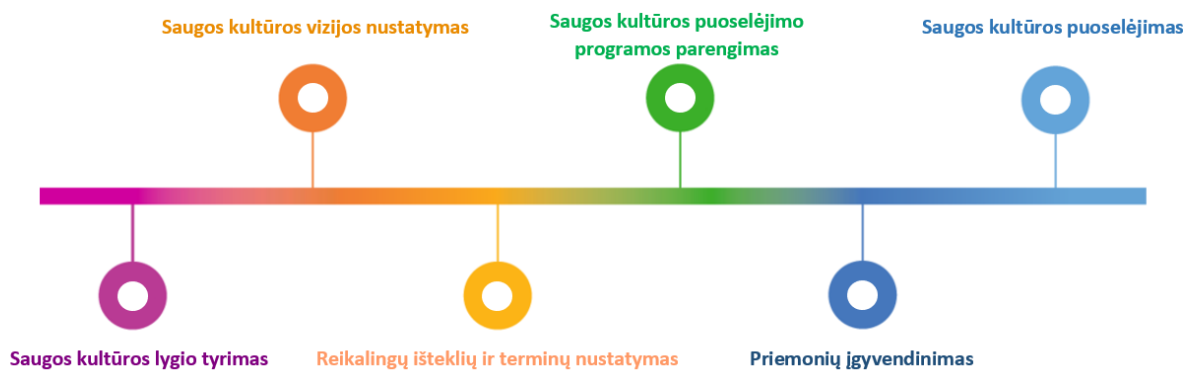 Saugos kultūros vizijos nustatymas
Saugos kultūros puoselėjimo
programos parengimas
Saugos kultūros puoselėjimas
Saugos kultūros lygio tyrimas
Reikalingų išteklių ir terminų nustatymas
Priemonių įgyvendinimas